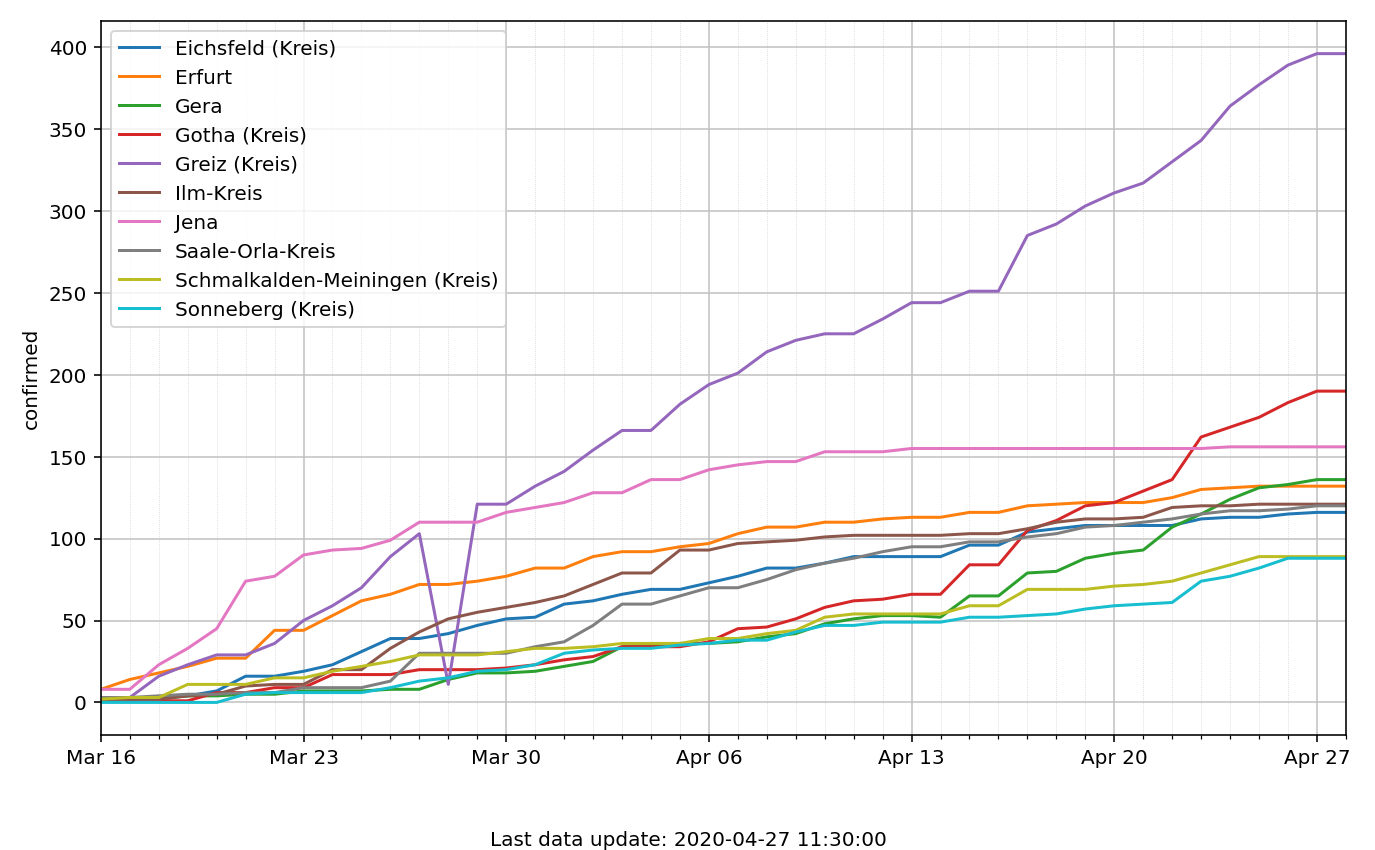 400
350
300
250
200
150
100
50
0
confirmed
Eichsfeld (Kreis)
Erfurt
Gera
Gotha (Kreis)
Greiz (Kreis)
Ilm-Kreis
Jena
Saale-Orla-Kreis
Schmalkalden-Meiningen (Kreis)
Sonneberg (Kreis)
Mar 16 Mar 23 Mar 30 Apr 06 Apr 13 Apr 20 Apr 27
Last data update: 2020-04-27 11:30:00